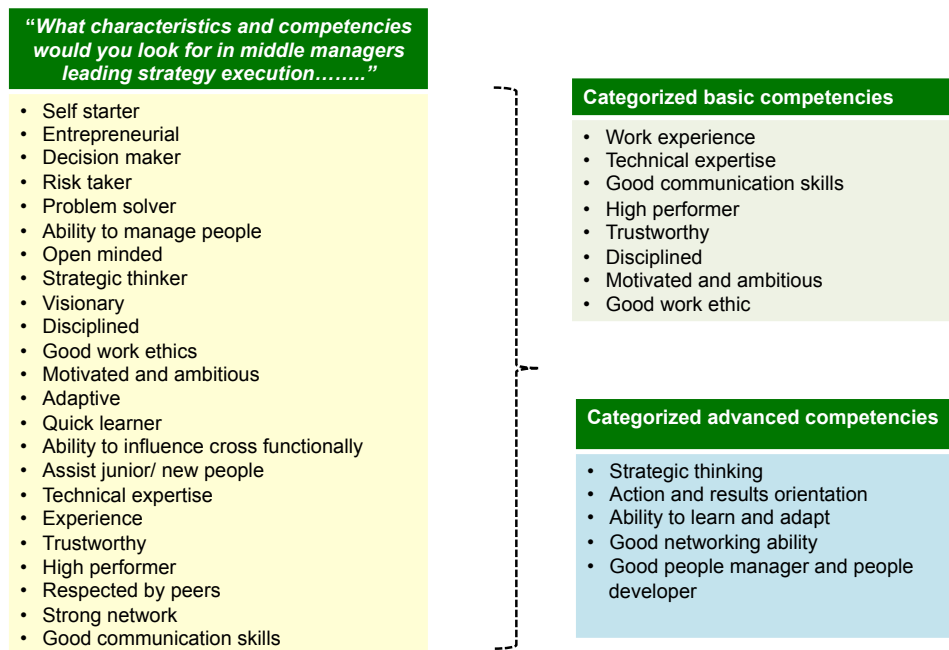 “What characteristics and competencies
would you look for in middle managers
leading strategy execution……..”
• Self starter
• Entrepreneurial
• Decision maker
• Risk taker
• Problem solver
• Ability to manage people
• Open minded
• Strategic thinker
• Visionary
• Disciplined
• Good work ethics
• Motivated and ambitious
• Adaptive
• Quick learner
• Ability to influence cross functionally
• Assist junior/ new people
• Technical expertise
• Experience
• Trustworthy
• High performer
• Respected by peers
• Strong network
• Good communication skills
Categorized basic competencies
• Work experience
• Technical expertise
• Good communication skills
• High performer
• Trustworthy
• Disciplined
• Motivated and ambitious
• Good work ethic
Categorized advanced competencies
• Strategic thinking
• Action and results orientation
• Ability to learn and adapt
• Good networking ability
• Good people manager and people
developer